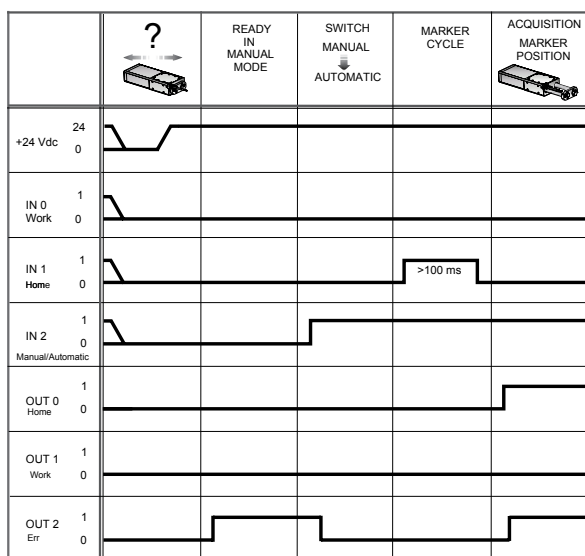 ?
READY
IN
MANUAL
MODE
SWITCH
MANUAL
AUTOMATIC
MARKER
CYCLE
ACQUISITION
MARKER
POSITION
+24 Vdc
24
0
IN 0
Work
1
0
IN 1
Home
1
0
>100 ms
IN 2
Manual/Automatic
1
0
OUT 0
Home
1
0
OUT 1
Work
1
0
OUT 2
Err
1
0